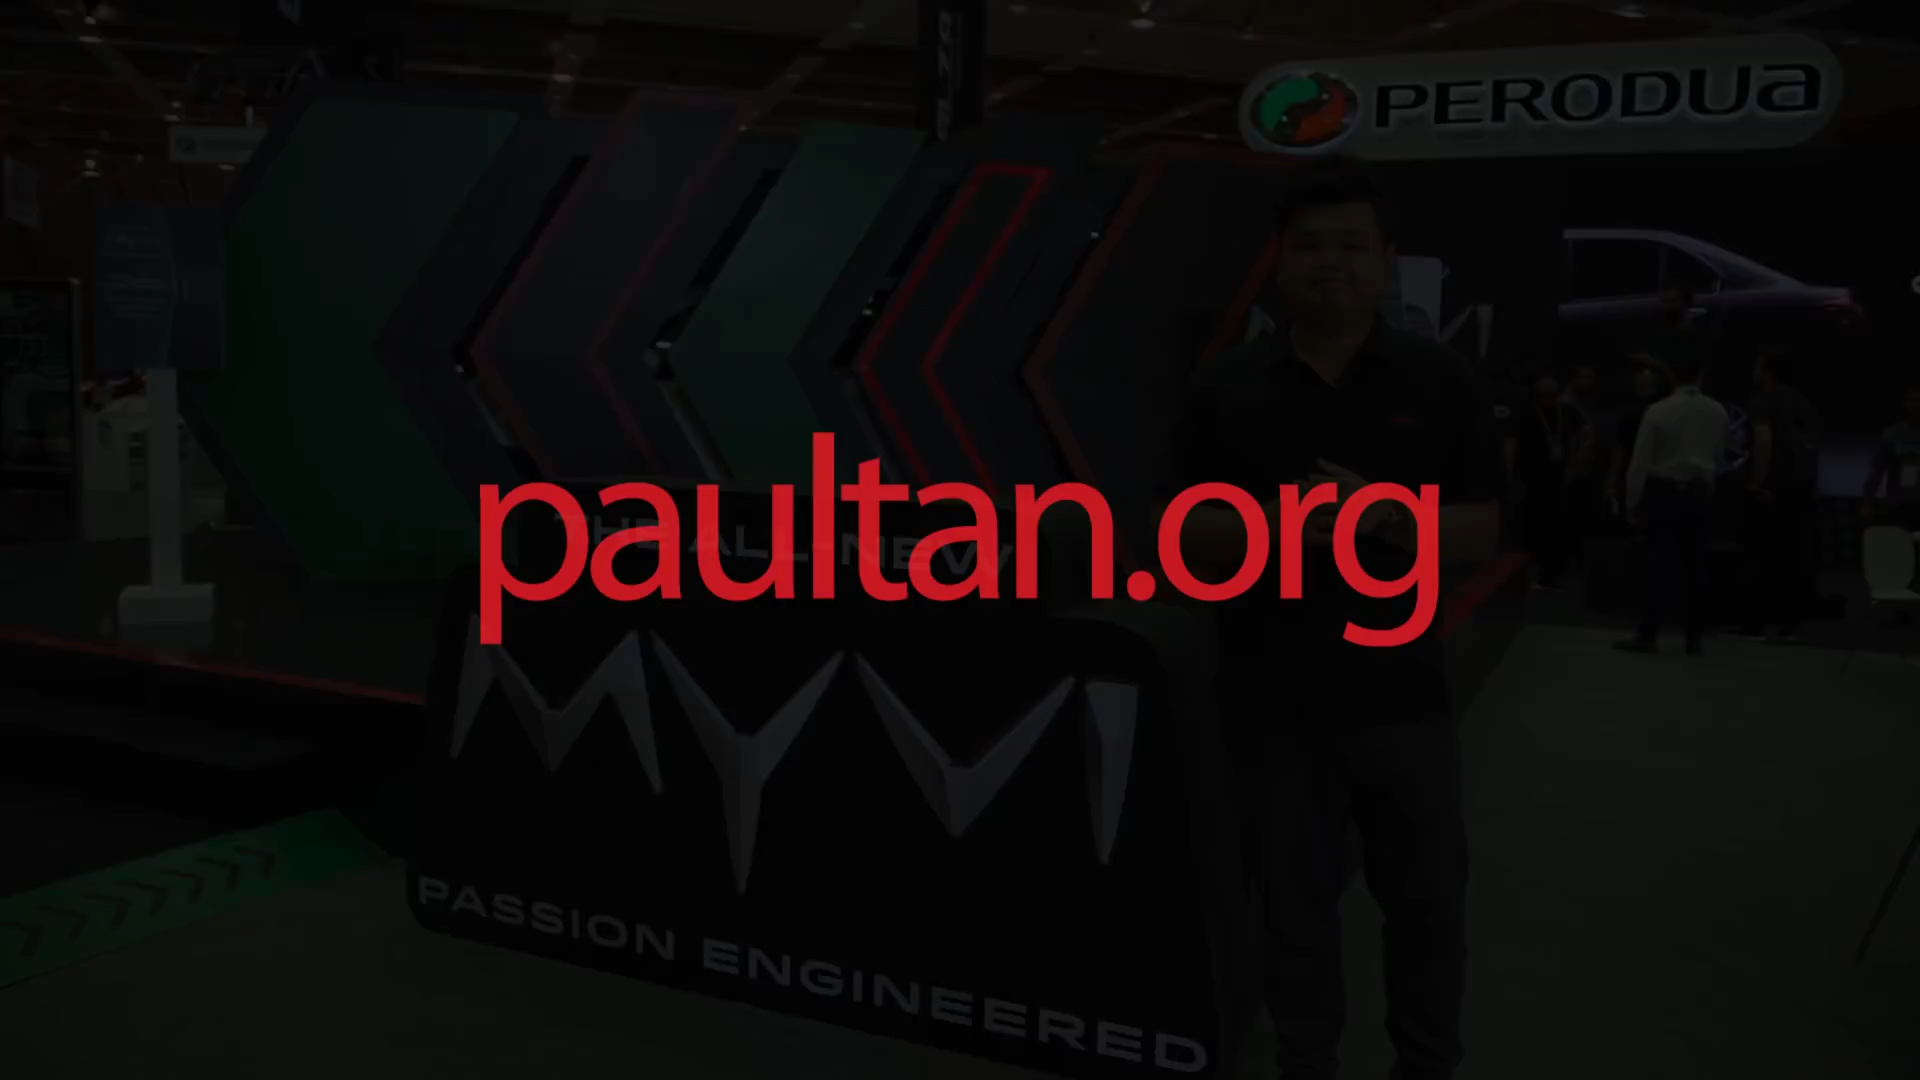 PERODUA
paultan.org
THE ALL-NEW
MYVI
PASSION ENGINEERED